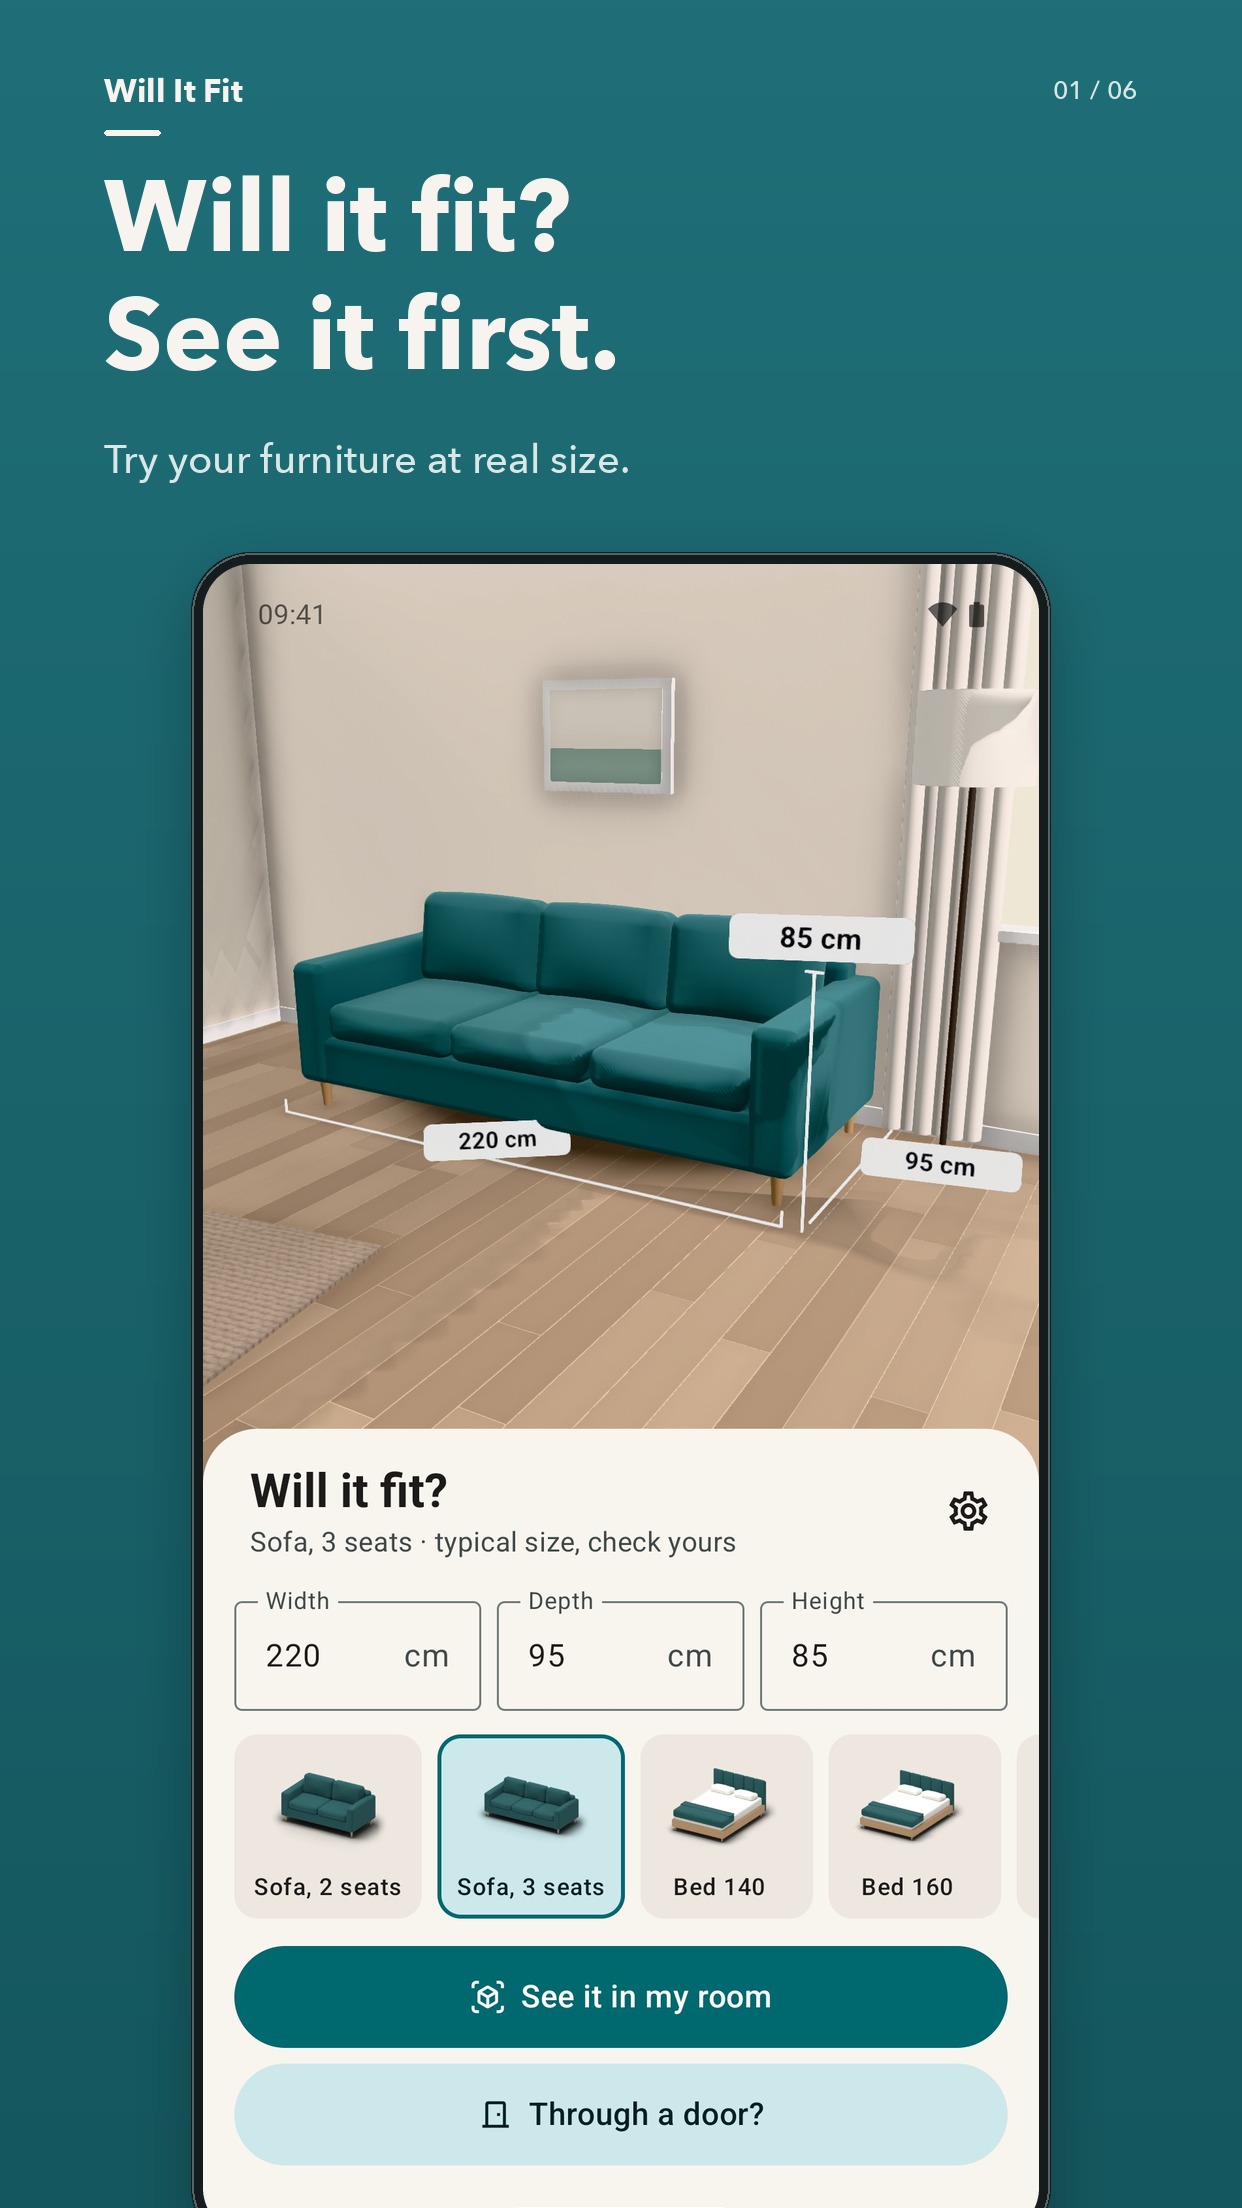 Will It Fit
01 / 06
Will it fit?
See it first.
Try your furniture at real size.
09:41
85 cm
220 cm
95 cm
Will it fit?
Sofa, 3 seats · typical size, check yours
Width
Depth
Height
220 cm
95 cm
85 cm
Sofa, 2 seats
Sofa, 3 seats
Bed 140
Bed 160
See it in my room
Through a door?